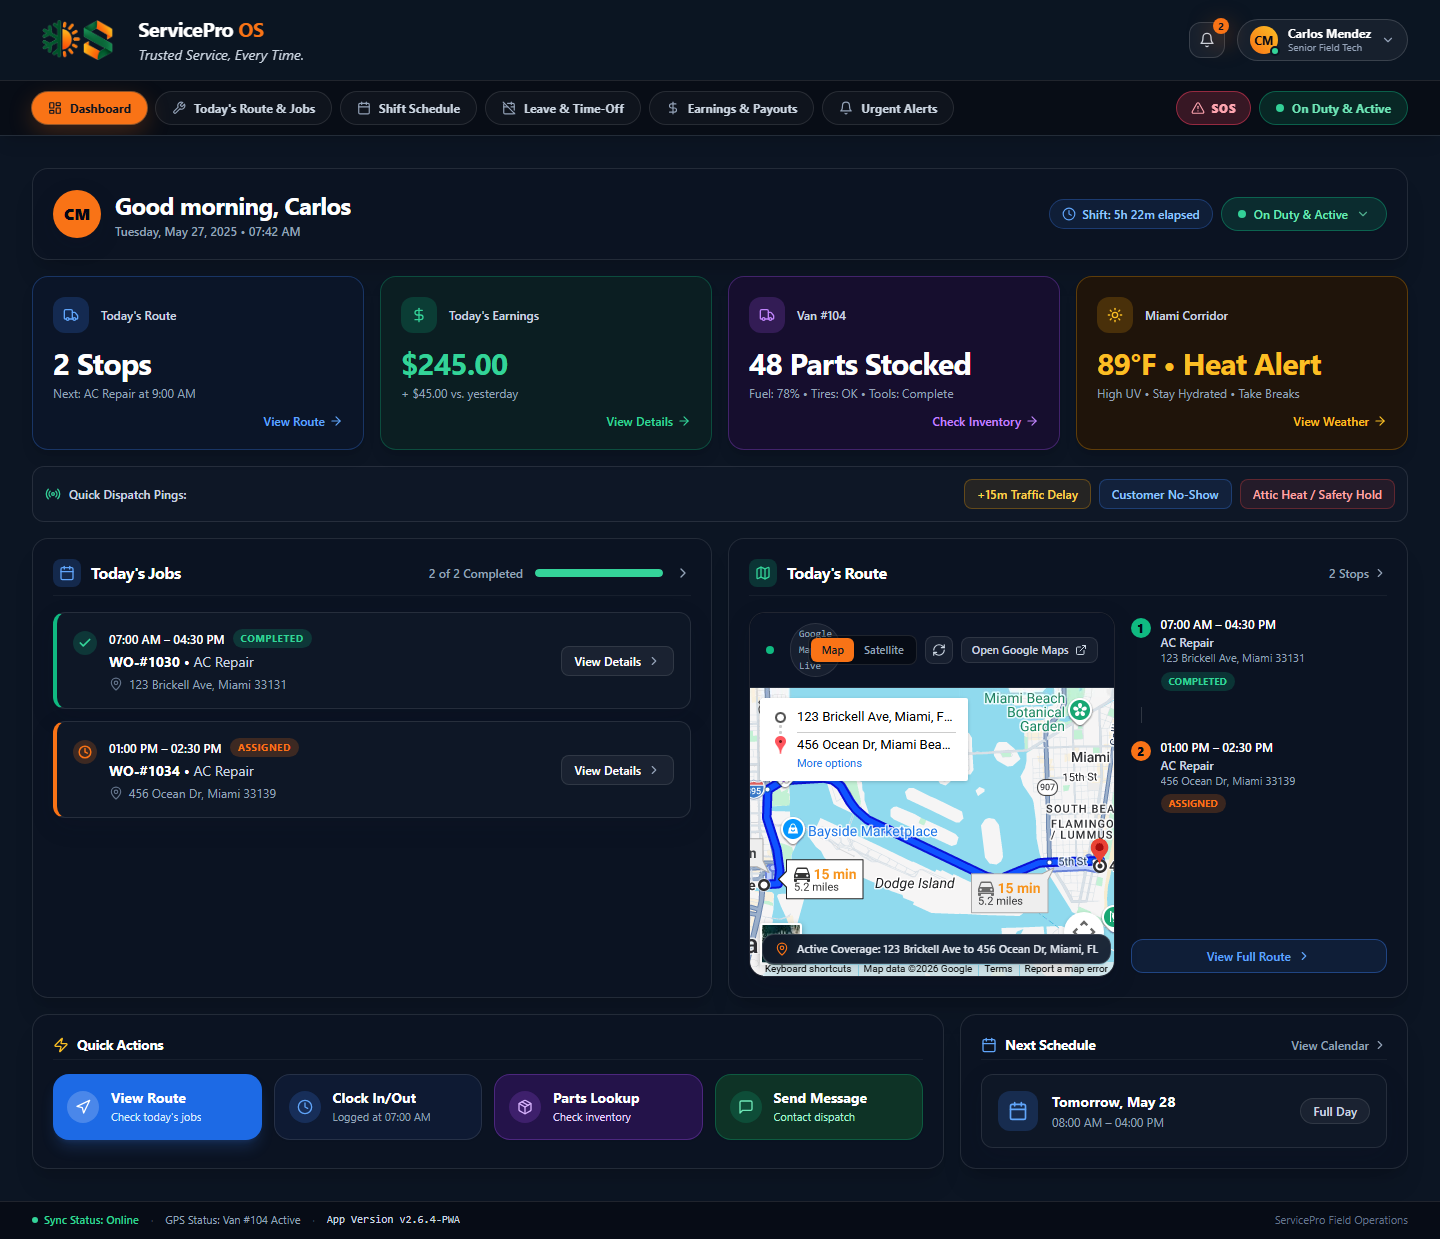 ServicePro OS
Trusted Service, Every Time.
2
CM
Carlos Mendez
Senior Field Tech
Dashboard
Today's Route & Jobs
Shift Schedule
Leave & Time-Off
Earnings & Payouts
Urgent Alerts
SOS
On Duty & Active
CM
Good morning, Carlos
Tuesday, May 27, 2025 • 07:42 AM
Shift: 5h 22m elapsed
On Duty & Active
Today's Route
2 Stops
Next: AC Repair at 9:00 AM
View Route
Today's Earnings
$245.00
+ $45.00 vs. yesterday
View Details
Van #104
48 Parts Stocked
Fuel: 78% • Tires: OK • Tools: Complete
Check Inventory
Miami Corridor
89°F • Heat Alert
High UV • Stay Hydrated • Take Breaks
View Weather
Quick Dispatch Pings:
+15m Traffic Delay
Customer No-Show
Attic Heat / Safety Hold
Today's Jobs
2 of 2 Completed
07:00 AM – 04:30 PM COMPLETED
WO-#1030 • AC Repair
123 Brickell Ave, Miami 33131
View Details
01:00 PM – 02:30 PM ASSIGNED
WO-#1034 • AC Repair
456 Ocean Dr, Miami 33139
View Details
Today's Route
2 Stops
Google
Ma
Live
Map
Satellite
Open Google Maps
123 Brickell Ave, Miami, F...
456 Ocean Dr, Miami Bea...
More options
Miami Beach
Botanical
Garden
Miami
15th St
907
95
SOUTH BEA
FLAMINGO
/ LUMMUS
Bayside Marketplace
5th St
15 min
5.2 miles
Dodge Island
15 min
5.2 miles
Active Coverage: 123 Brickell Ave to 456 Ocean Dr, Miami, FL
Keyboard shortcuts
Map data ©2026 Google
Terms
Report a map error
1
07:00 AM – 04:30 PM
AC Repair
123 Brickell Ave, Miami 33131
COMPLETED
2
01:00 PM – 02:30 PM
AC Repair
456 Ocean Dr, Miami 33139
ASSIGNED
View Full Route
Quick Actions
View Route
Check today's jobs
Clock In/Out
Logged at 07:00 AM
Parts Lookup
Check inventory
Send Message
Contact dispatch
Next Schedule
View Calendar
Tomorrow, May 28
08:00 AM – 04:00 PM
Full Day
Sync Status: Online · GPS Status: Van #104 Active · App Version v2.6.4-PWA
ServicePro Field Operations